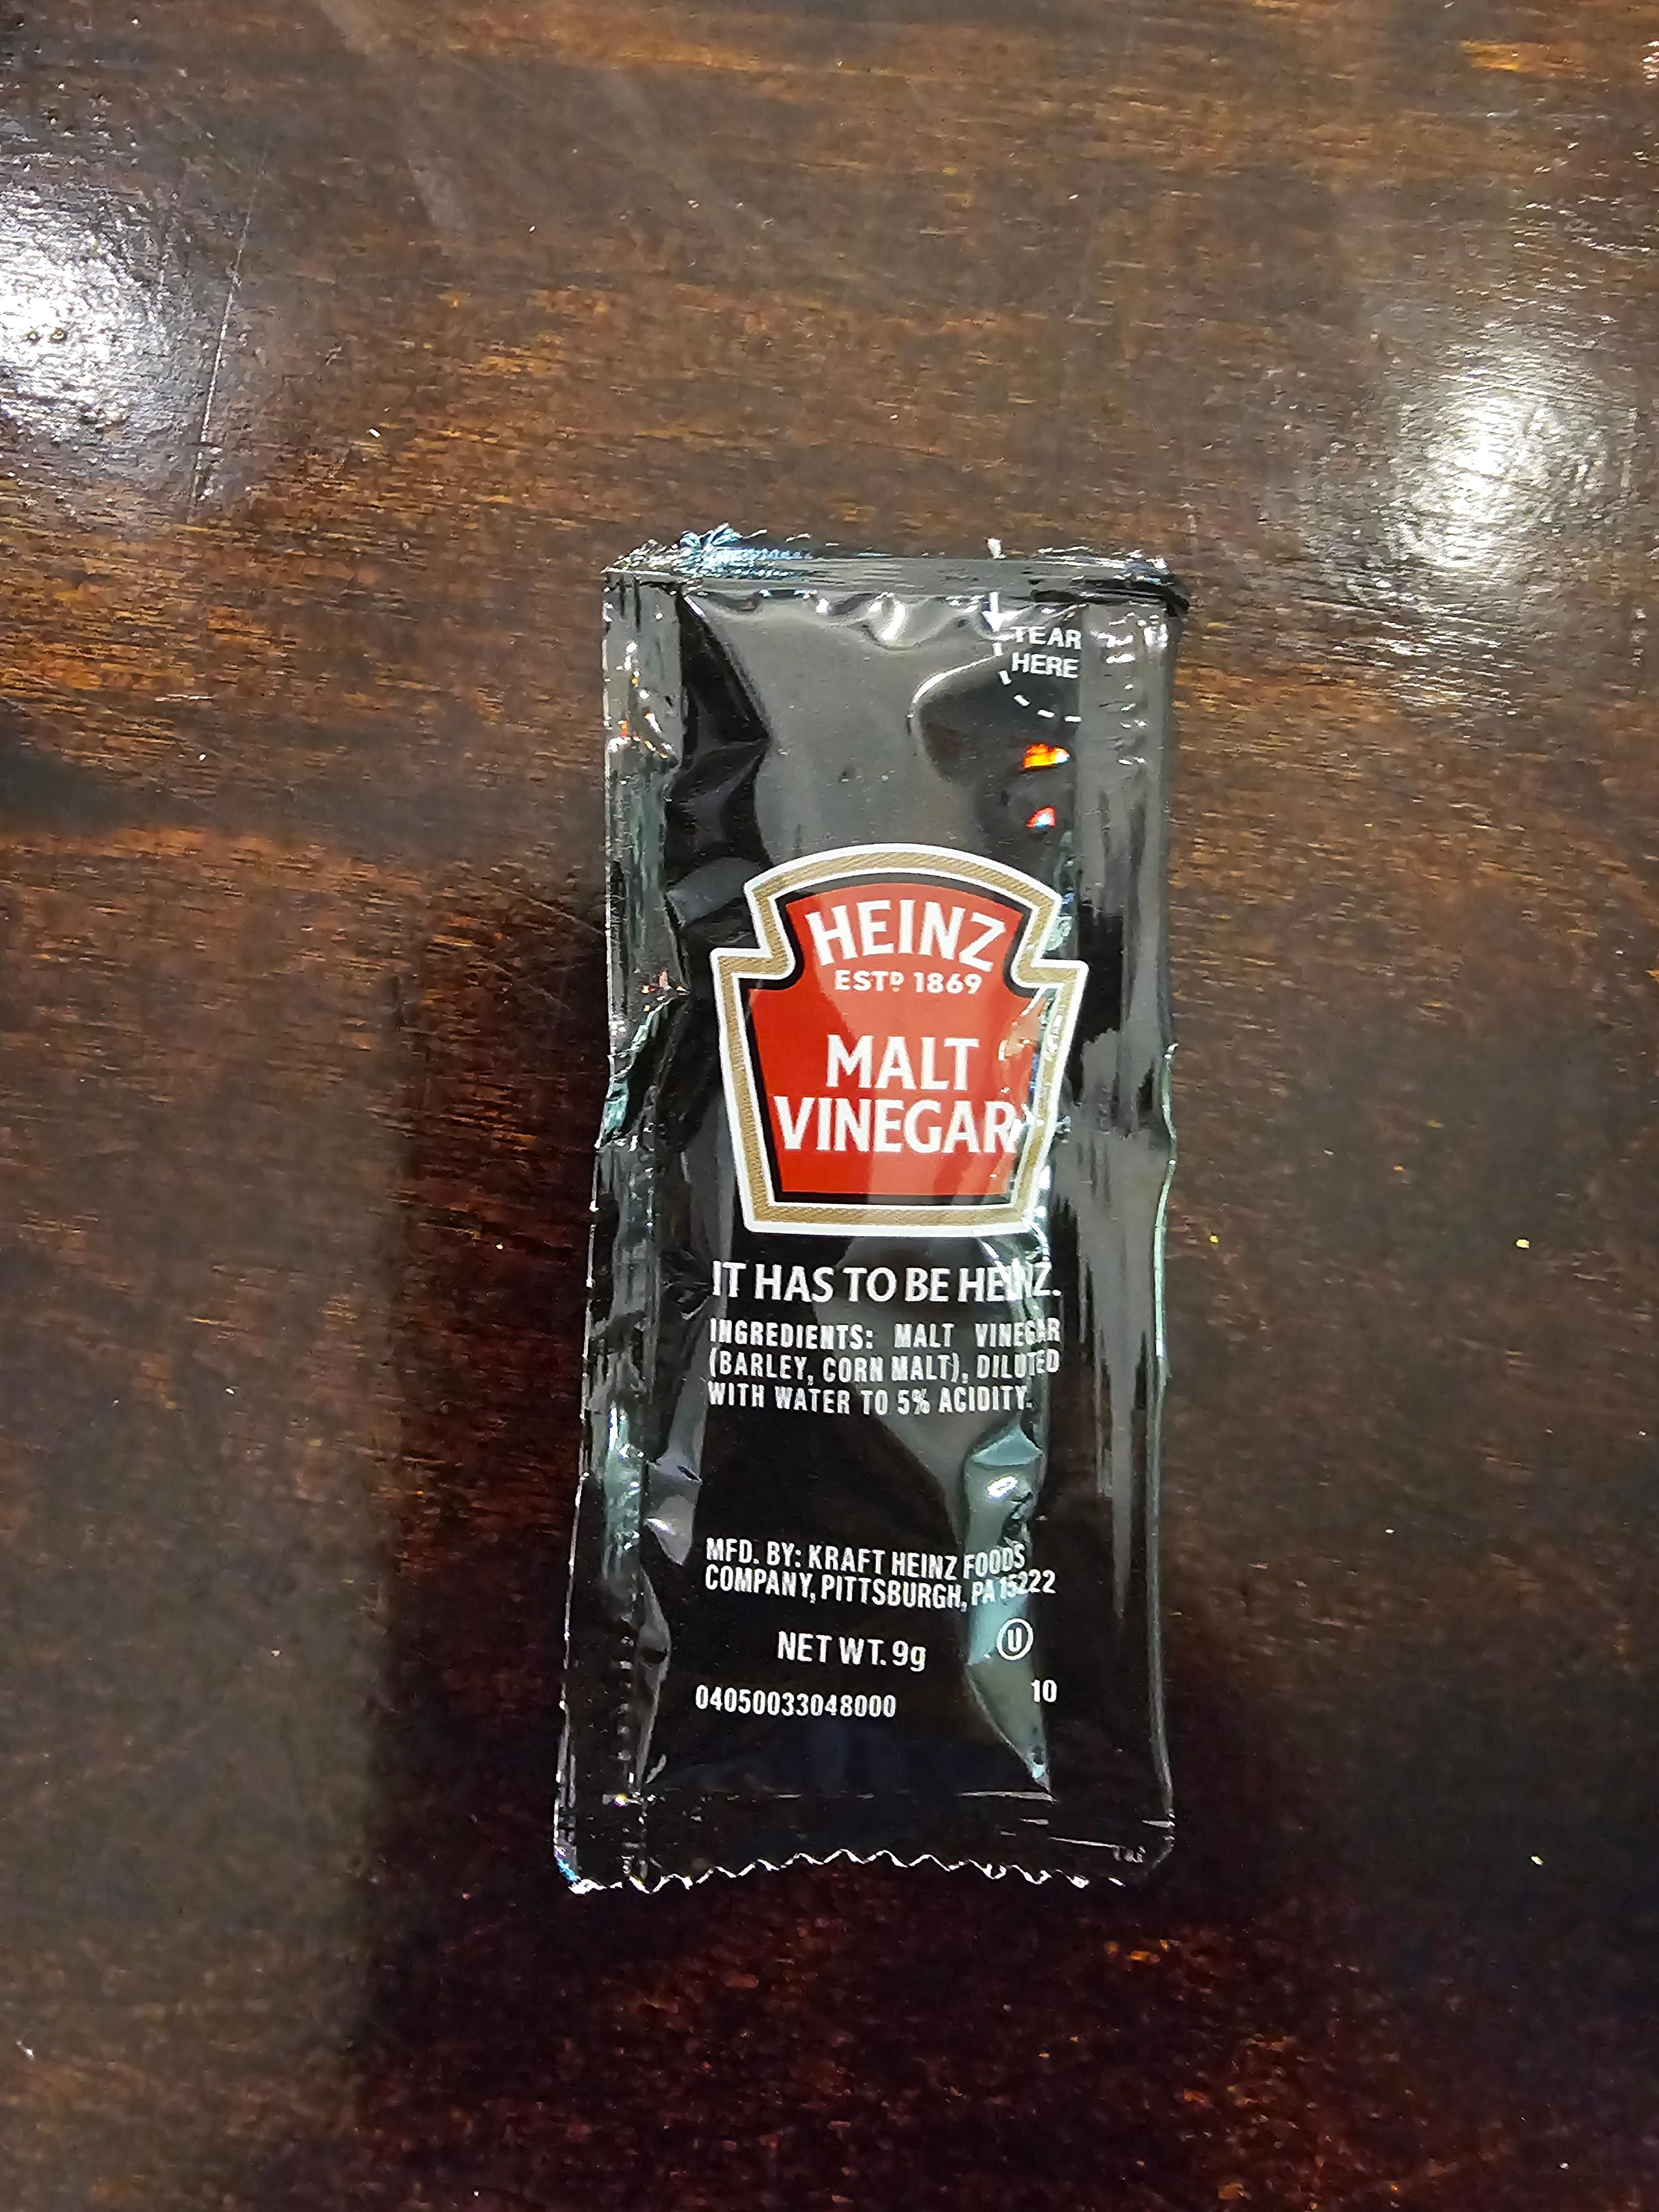 TEAR
HERE
HEINZ
ESTD 1869
MALT
VINEGAR
IT HAS TO BE HEINZ.
INGREDIENTS: MALT VINEGAR
(BARLEY, CORN MALT), DILUTED
WITH WATER TO 5% ACIDITY.
MFD. BY: KRAFT HEINZ FOODS
COMPANY, PITTSBURGH, PA 15222
NET WT. 9g
U
04050033048000
10